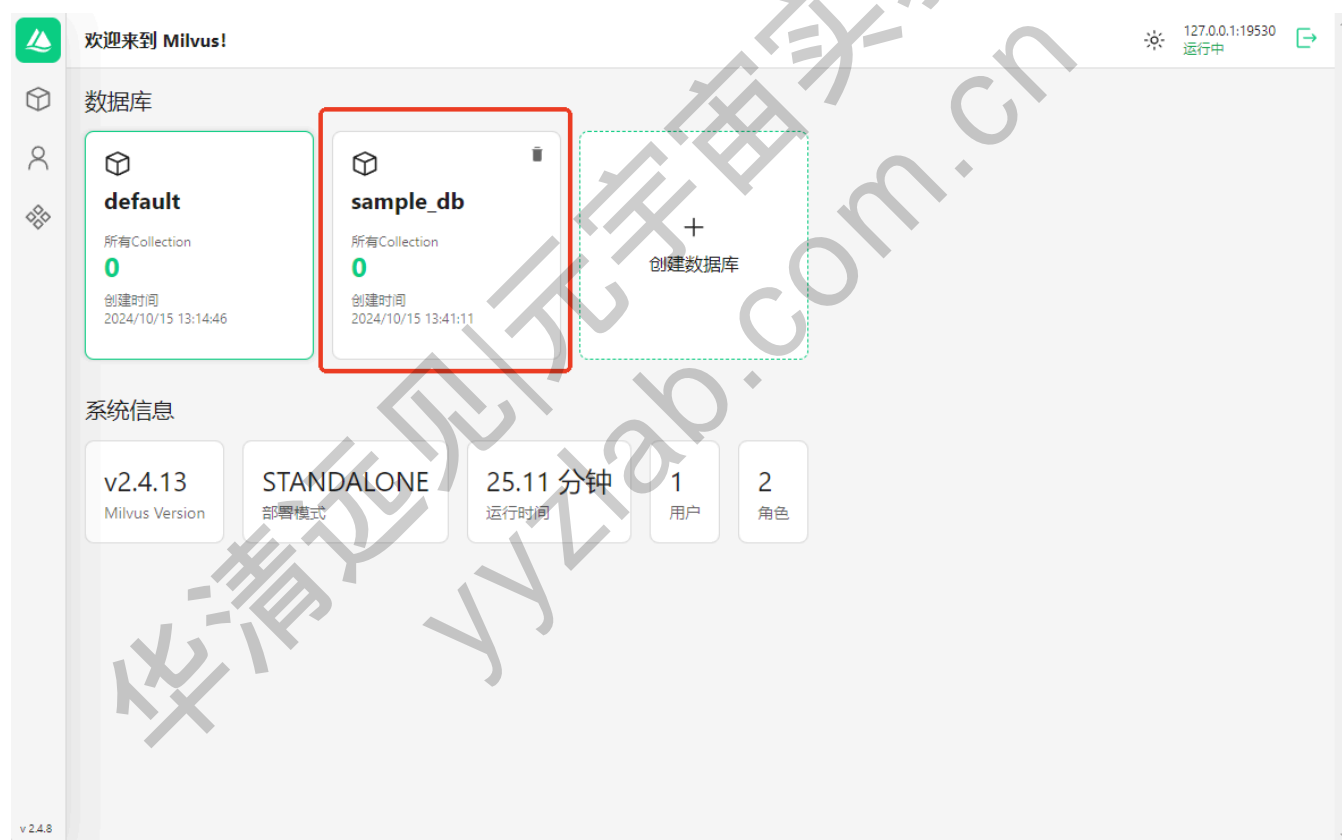 欢迎来到 Milvus!
127.0.0.1:19530
运行中
数据库
default
所有Collection
0
创建时间
2024/10/15 13:14:46
sample_db
所有Collection
0
创建时间
2024/10/15 13:41:11
创建数据库
系统信息
v2.4.13
Milvus Version
STANDALONE
部署模式
25.11 分钟
运行时间
1
用户
2
角色
v 2.4.8
华清远见|元宇宙实
yyzlab.com.cn